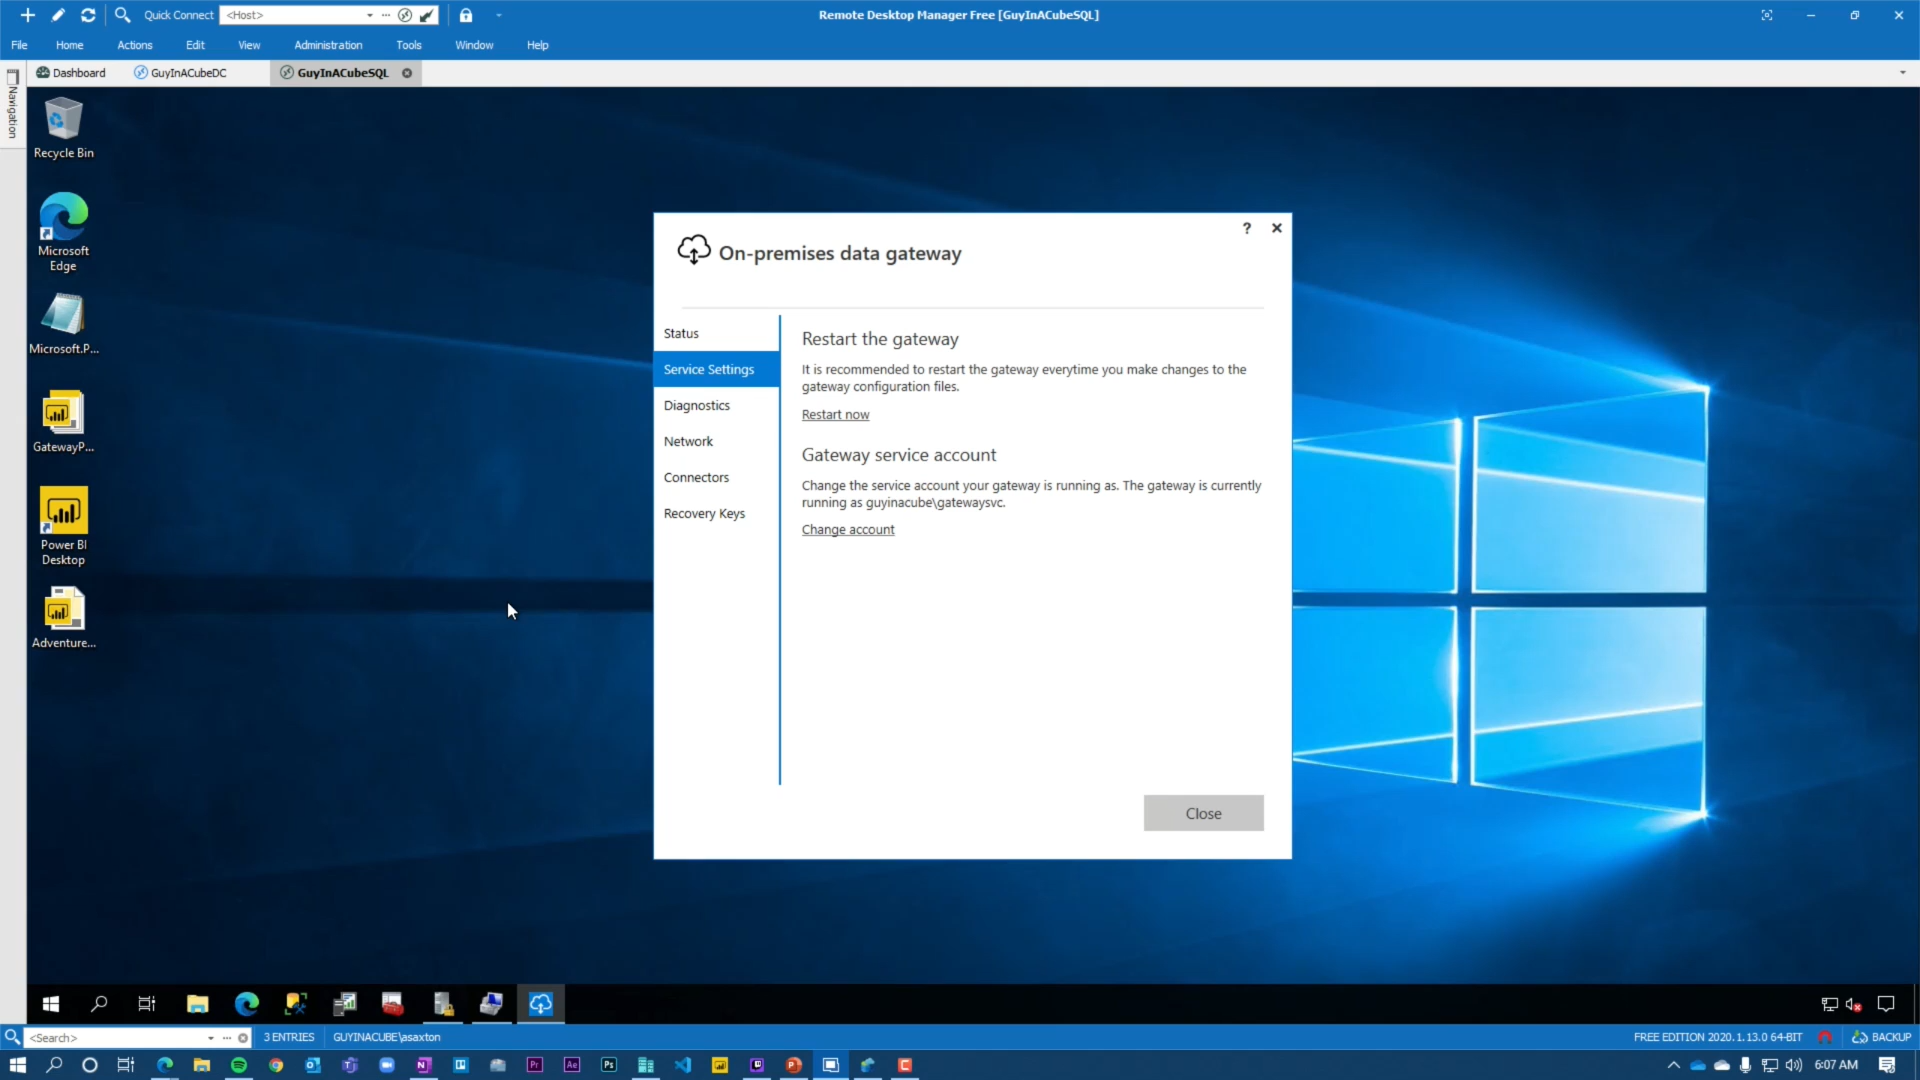 Quick Connect <Host>
Remote Desktop Manager Free [GuyInACubeSQL]
File Home Actions Edit View Administration Tools Window Help
Dashboard GuyInACubeDC GuyInACubeSQL
Navigation
Recycle Bin
Microsoft
Edge
Microsoft.P...
GatewayP...
Power BI
Desktop
Adventure...
? ×
On-premises data gateway
Status
Service Settings
Diagnostics
Network
Connectors
Recovery Keys
Restart the gateway
It is recommended to restart the gateway everytime you make changes to the
gateway configuration files.
Restart now
Gateway service account
Change the service account your gateway is running as. The gateway is currently
running as guyinacube\gatewaysvc.
Change account
Close
<Search> 3 ENTRIES GUYINACUBE\asaxton
FREE EDITION 2020.1.13.0 64-BIT BACKUP
Pr Ae Ps
6:07 AM